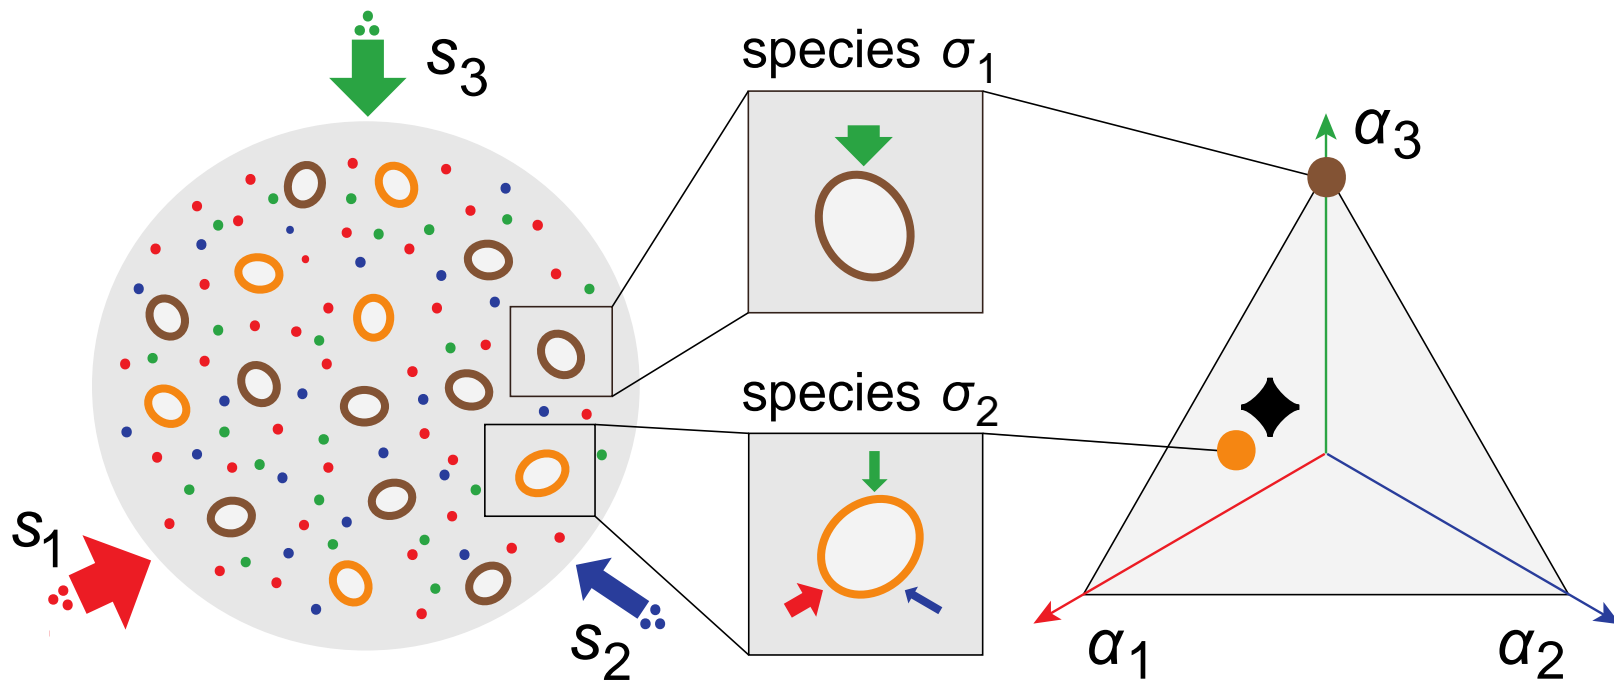 s₃
species σ₁
α₃
species σ₂
s₁
s₂
α₁
α₂